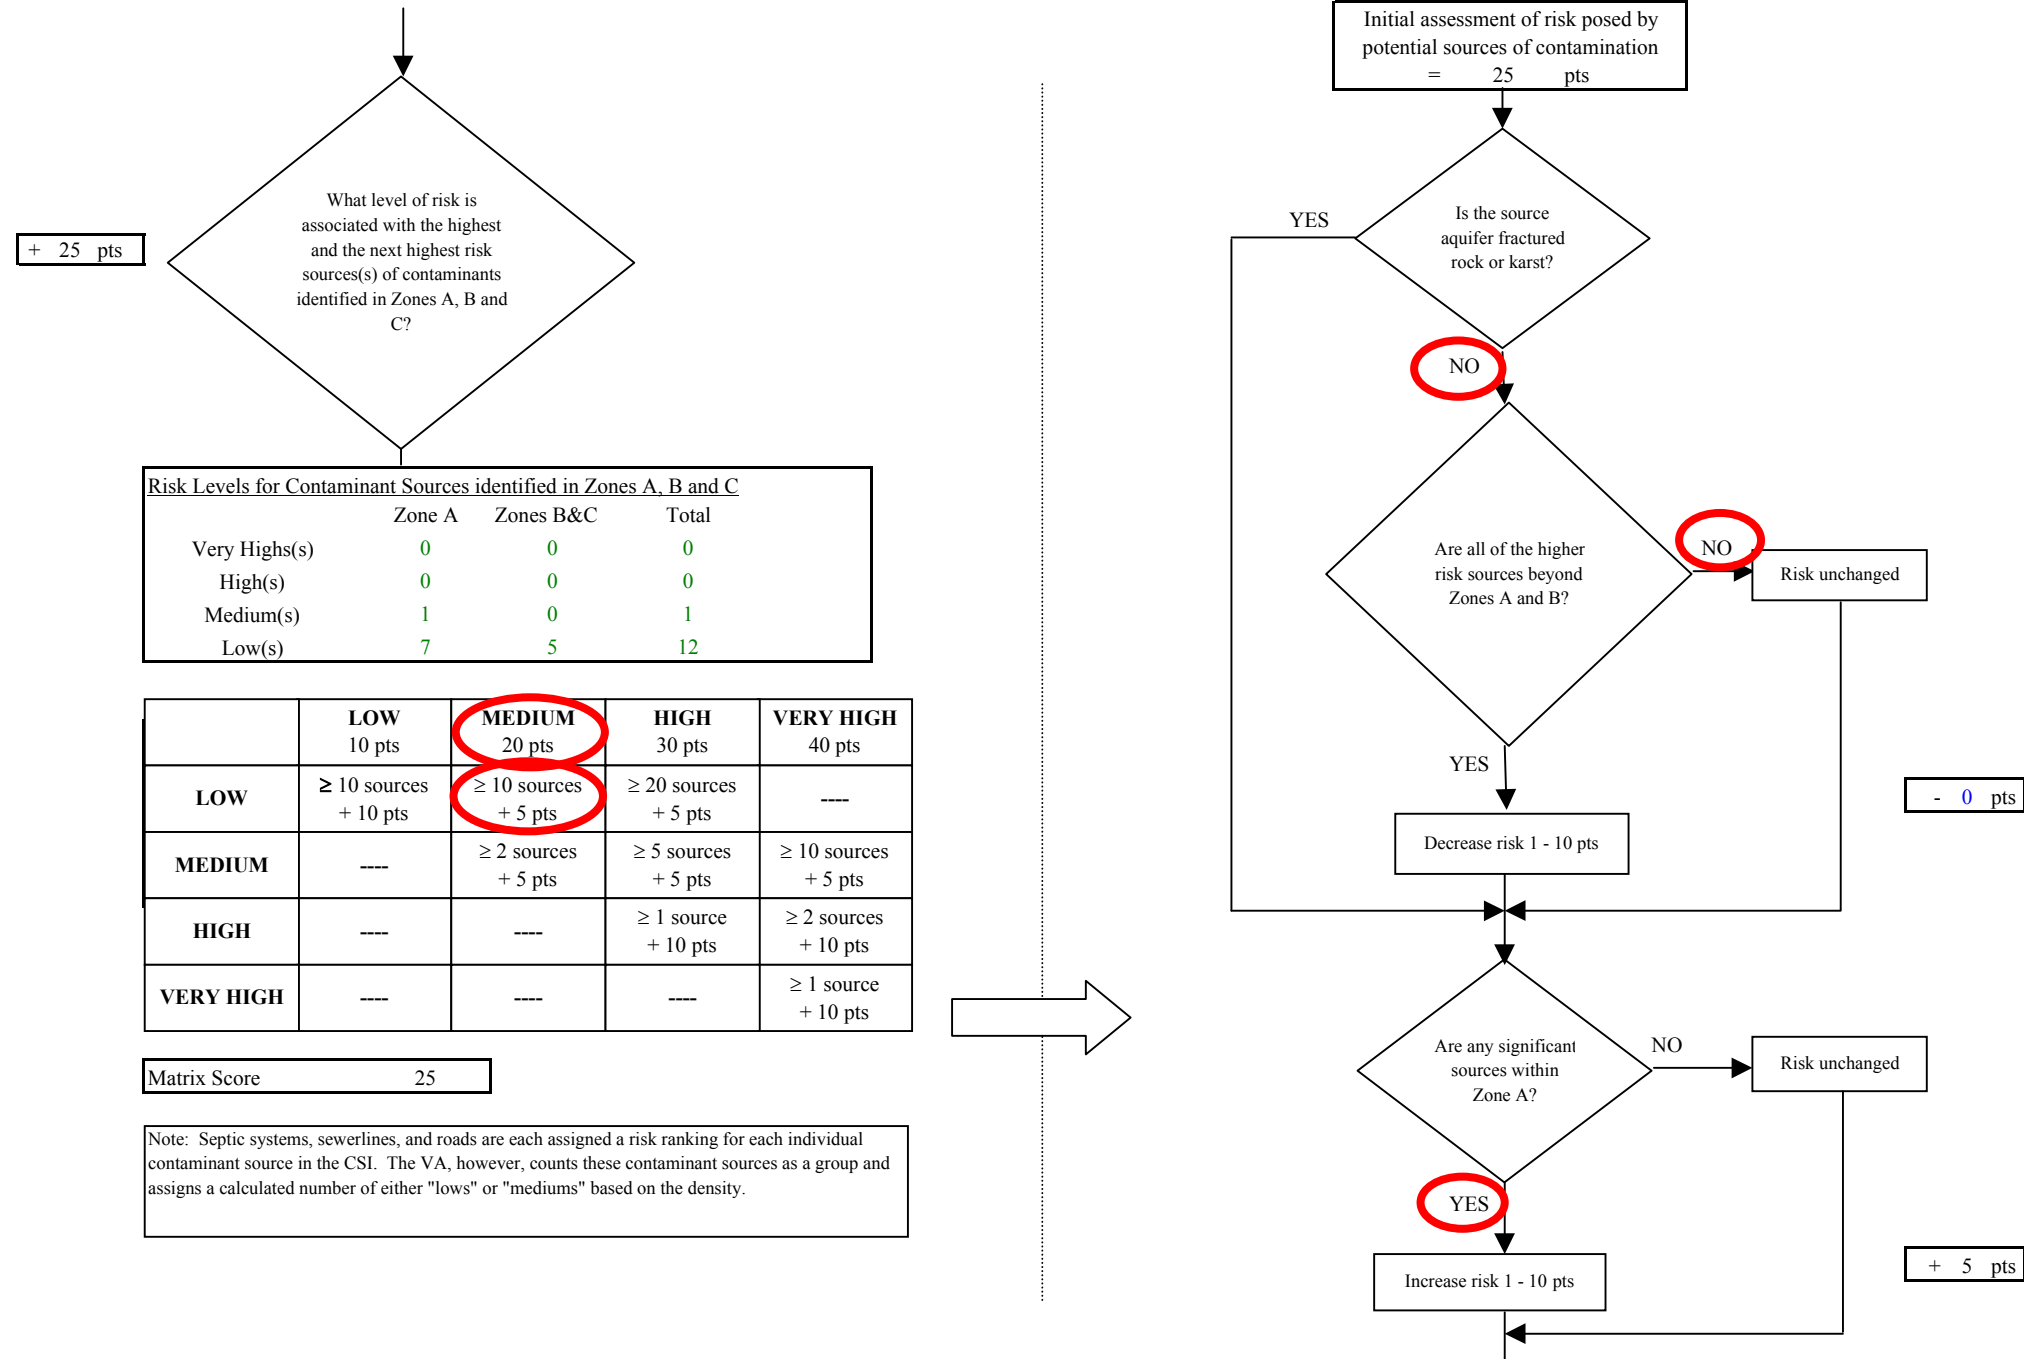 + 25 pts
What level of risk is
associated with the highest
and the next highest risk
sources(s) of contaminants
identified in Zones A, B and
C?
Risk Levels for Contaminant Sources identified in Zones A, B and C
Zone A Zones B&C Total
Very Highs(s) 0 0 0
High(s) 0 0 0
Medium(s) 1 0 1
Low(s) 7 5 12
LOW MEDIUM HIGH VERY HIGH
10 pts 20 pts 30 pts 40 pts
LOW
≥ 10 sources ≥ 10 sources ≥ 20 sources ----
+ 10 pts + 5 pts + 5 pts
MEDIUM
---- ≥ 2 sources ≥ 5 sources ≥ 10 sources
+ 5 pts + 5 pts + 5 pts
HIGH
---- ---- ≥ 1 source ≥ 2 sources
+ 10 pts + 10 pts
VERY HIGH
---- ---- ---- ≥ 1 source
+ 10 pts
Matrix Score 25
Note: Septic systems, sewerlines, and roads are each assigned a risk ranking for each individual
contaminant source in the CSI. The VA, however, counts these contaminant sources as a group and
assigns a calculated number of either "lows" or "mediums" based on the density.
Initial assessment of risk posed by
potential sources of contamination
= 25 pts
Is the source
aquifer fractured
rock or karst?
YES
NO
Are all of the higher
risk sources beyond
Zones A and B?
NO
Risk unchanged
YES
Decrease risk 1 - 10 pts
- 0 pts
Are any significant
sources within
Zone A?
NO
Risk unchanged
YES
Increase risk 1 - 10 pts
+ 5 pts